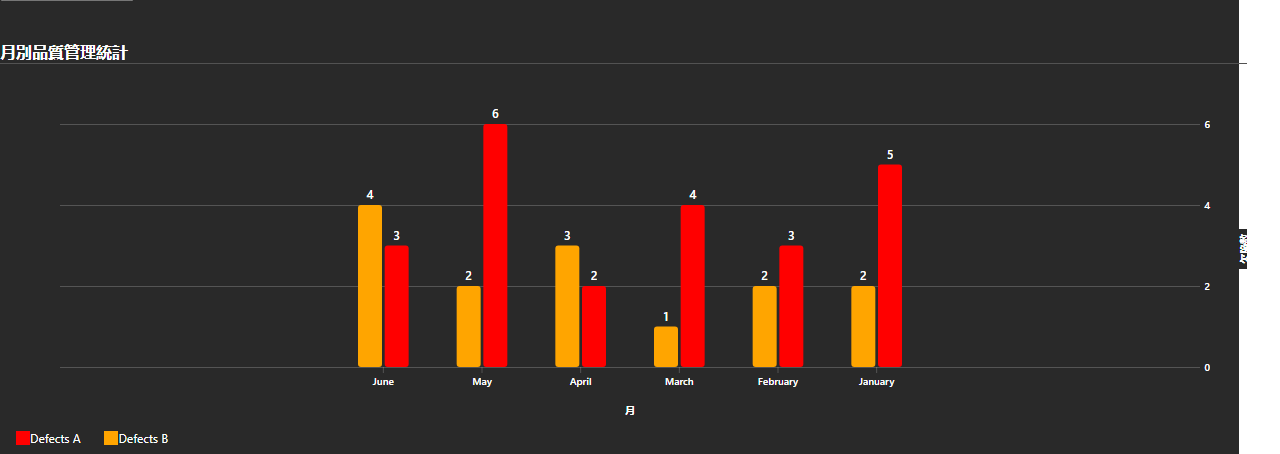 月別品質管理統計
4
3
2
6
3
2
1
4
2
3
2
5
6
4
2
0
June
May
April
March
February
January
月
Defects A
Defects B